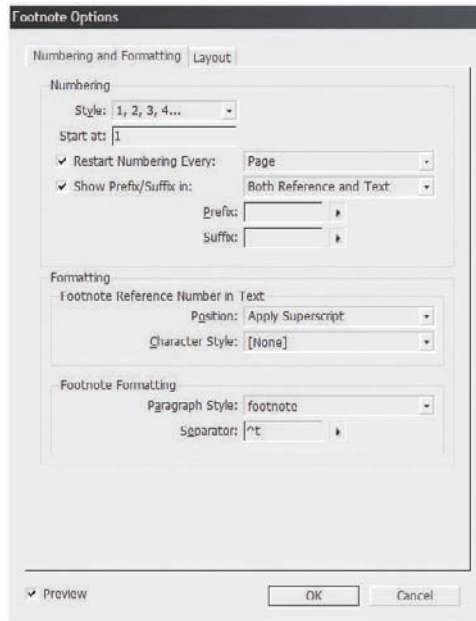 Footnote Options
Numbering and Formatting Layout
Numbering
Style: 1, 2, 3, 4...
Start at: 1
Restart Numbering Every: Page
Show Prefix/Suffix in: Both Reference and Text
Prefix:
Suffix:
Formatting
Footnote Reference Number in Text
Position: Apply Superscript
Character Style: [None]
Footnote Formatting
Paragraph Style: footnote
Separator: ^t
Preview OK Cancel